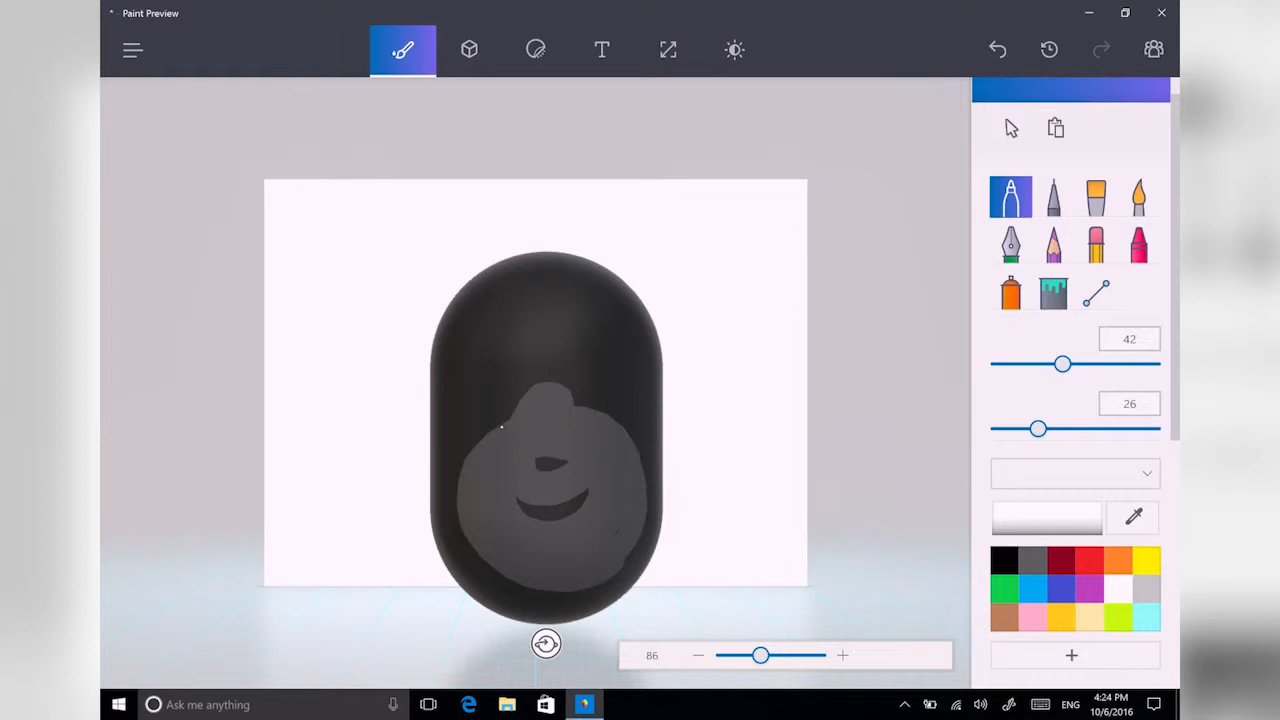 * Paint Preview
T
42
26
86
Ask me anything
ENG
4:24 PM
10/6/2016